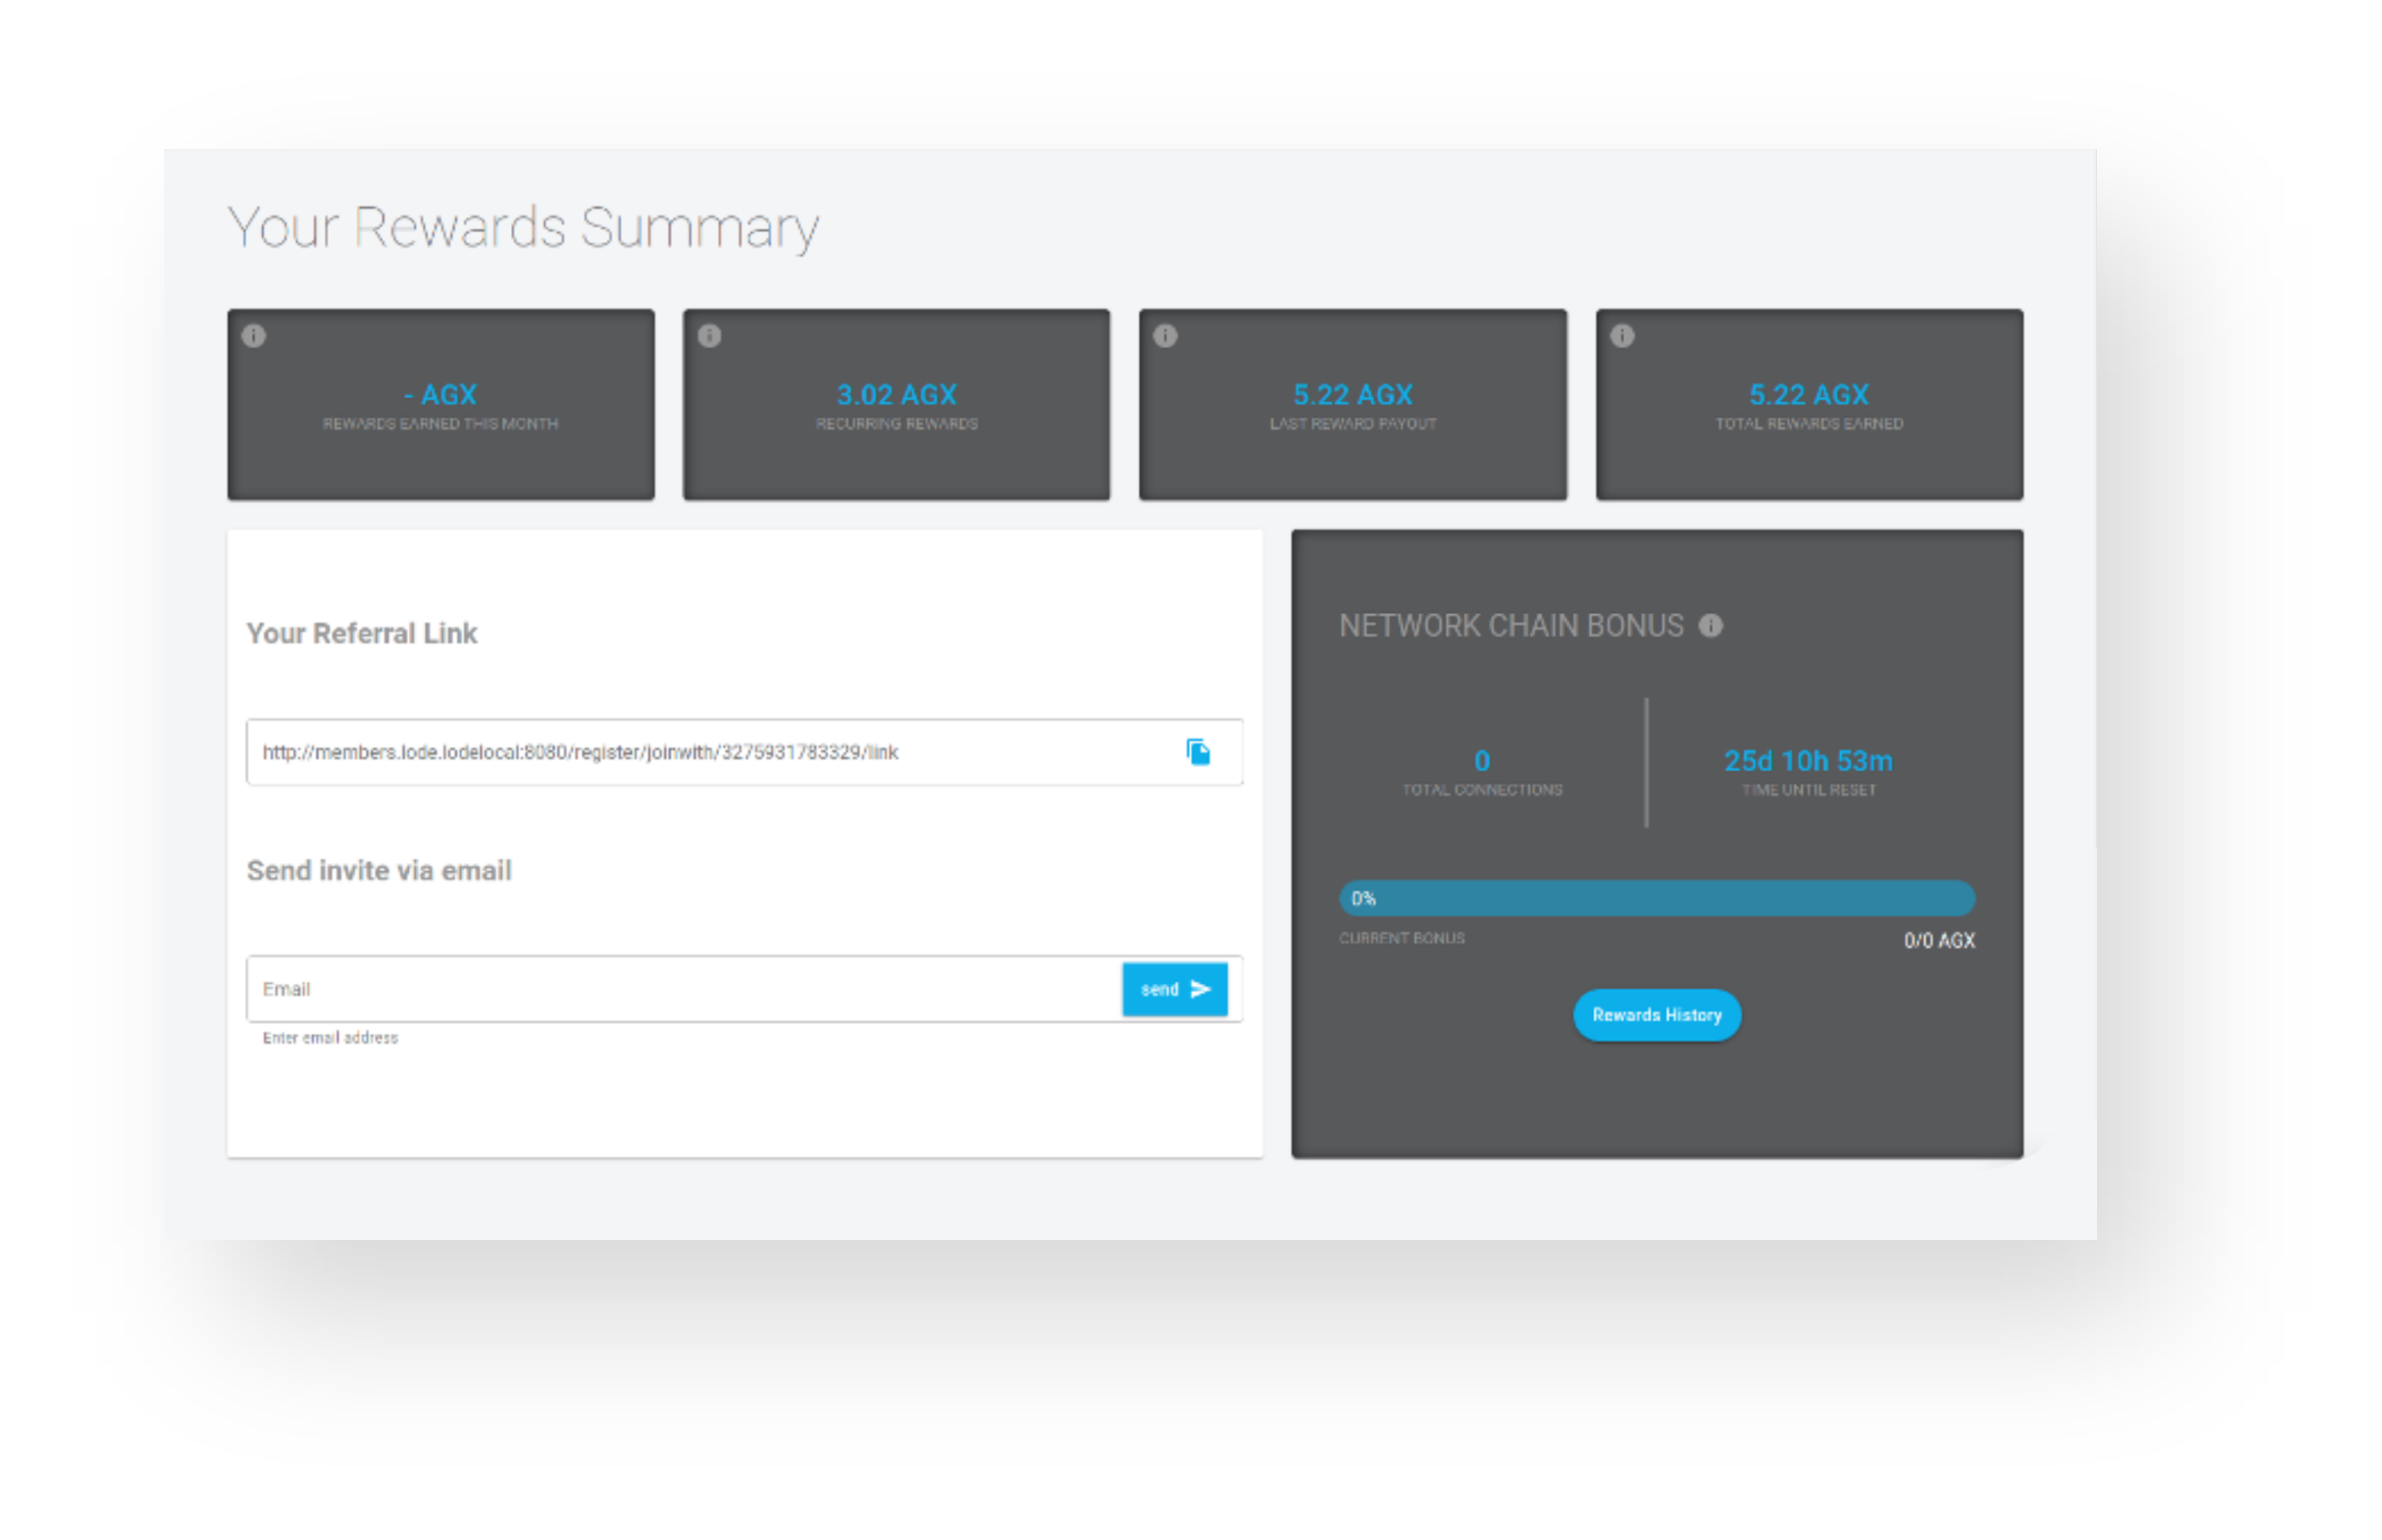 Your Rewards Summary
- AGX
REWARDS EARNED THIS MONTH
3.02 AGX
RECURRING REWARDS
5.22 AGX
LAST REWARD PAYOUT
5.22 AGX
TOTAL REWARDS EARNED
Your Referral Link
http://members.lode.lodelocal:8080/register/joinwith/3275931783329/link
Send invite via email
Email
send
Enter email address
NETWORK CHAIN BONUS
0
TOTAL CONNECTIONS
25d 10h 53m
TIME UNTIL RESET
0%
CURRENT BONUS
0/0 AGX
Rewards History